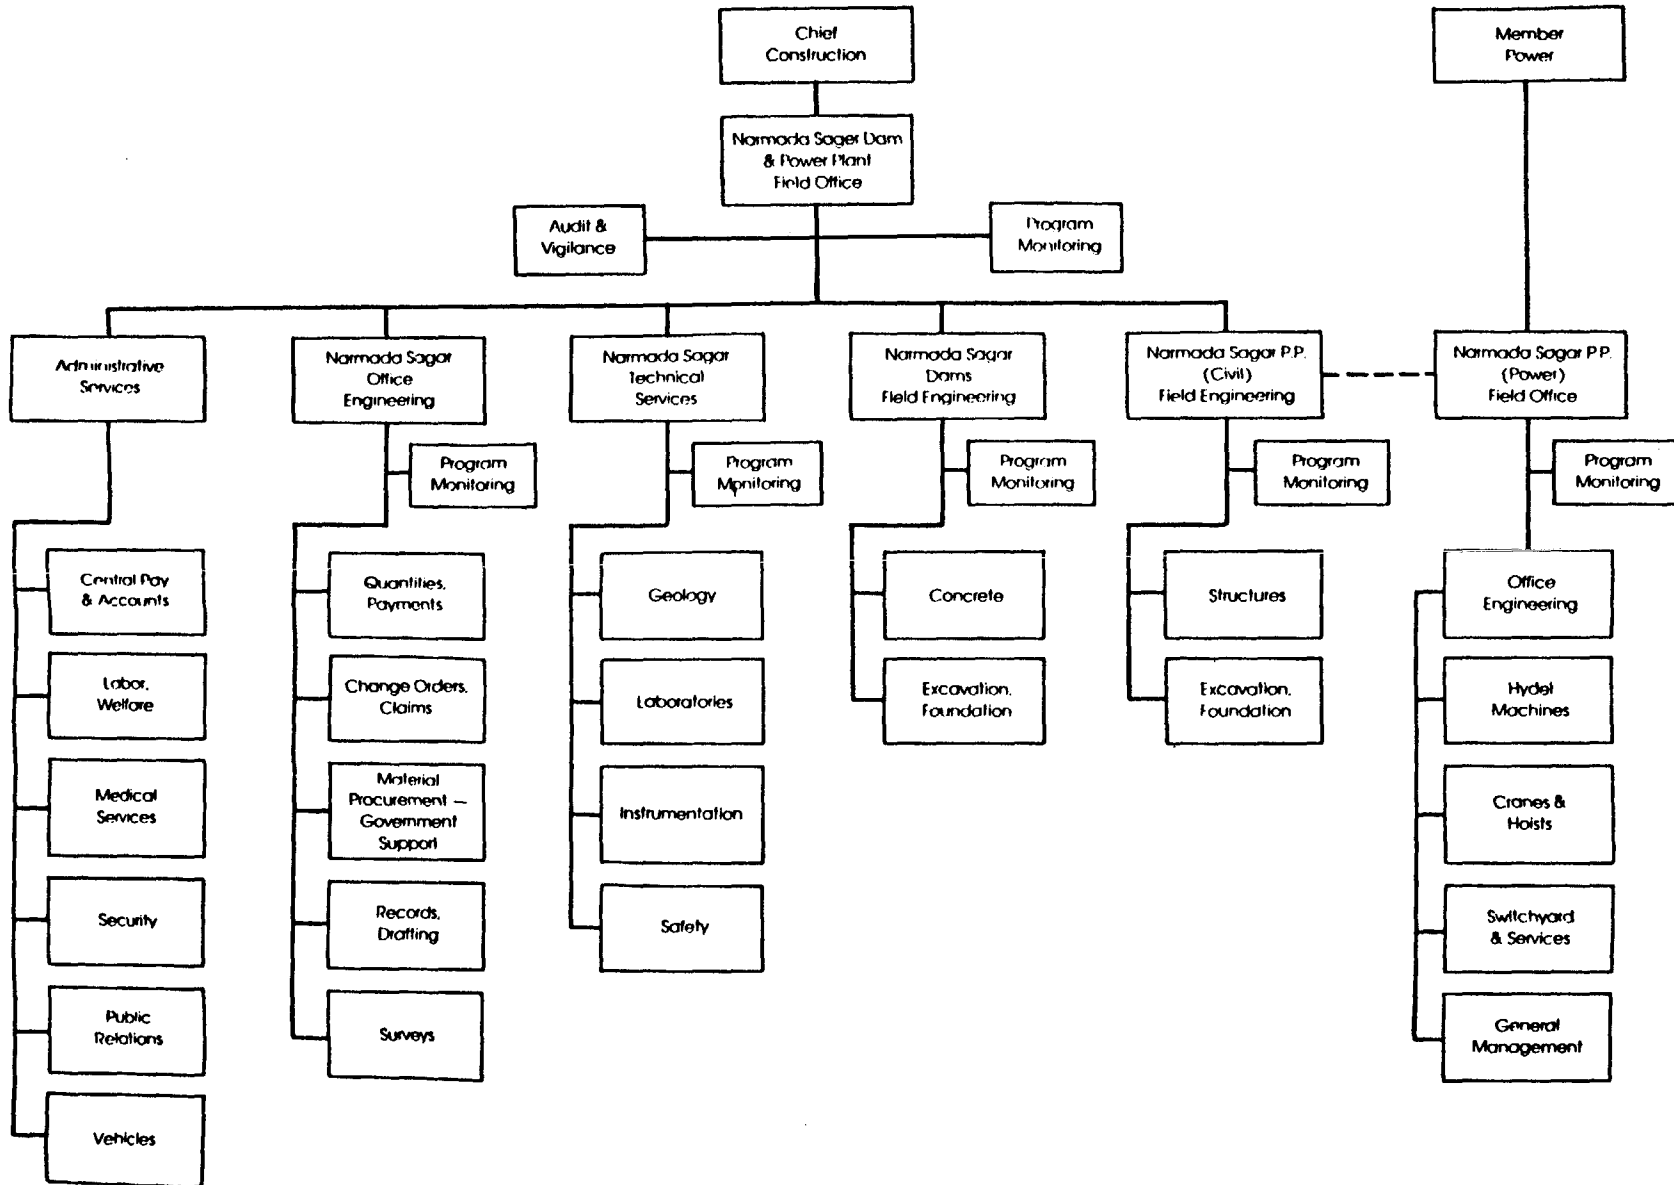 Chief
Construction
Member
Power
Narmada Sager Dam
& Power Plant
Field Office
Audit &
Vigilance
Program
Monitoring
Administrative
Services
Narmada Sagar
Office
Engineering
Narmada Sagar
Technical
Services
Narmada Sagar
Dams
Field Engineering
Narmada Sagar P.P.
(Civil)
Field Engineering
Narmada Sagar P.P.
(Power)
Field Office
Program
Monitoring
Program
Monitoring
Program
Monitoring
Program
Monitoring
Program
Monitoring
Central Pay
& Accounts
Labor,
Welfare
Medical
Services
Security
Public
Relations
Vehicles
Quantities,
Payments
Change Orders,
Claims
Material
Procurement —
Government
Support
Records,
Drafting
Surveys
Geology
Laboratories
Instrumentation
Safety
Concrete
Excavation,
Foundation
Structures
Excavation,
Foundation
Office
Engineering
Hydel
Machines
Cranes &
Hoists
Switchyard
& Services
General
Management